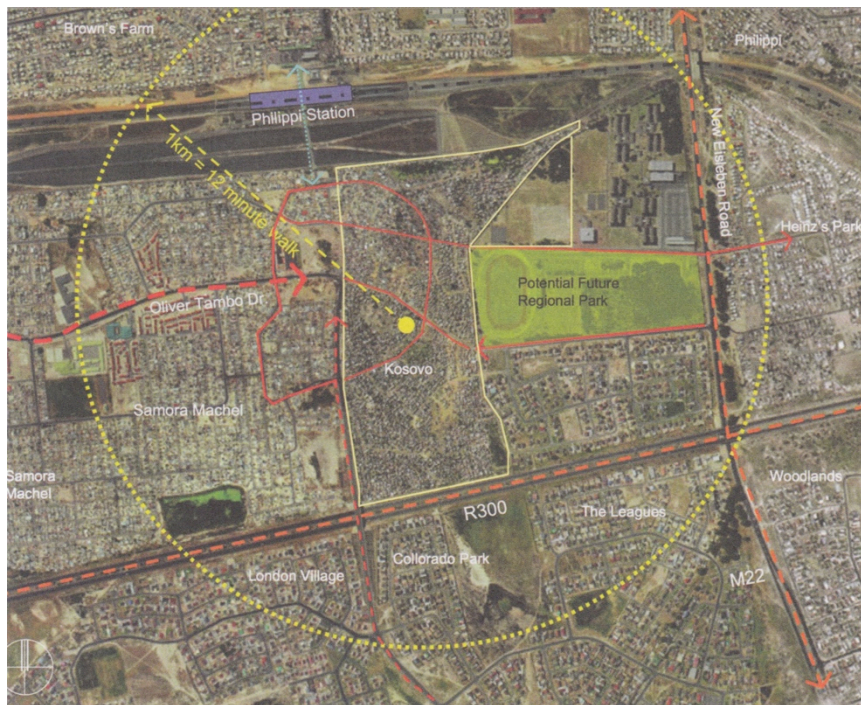 Brown's Farm
Philippi
Philippi Station
1km = 12 minute walk
New Eisleben Road
Heinz's Park
Potential Future
Regional Park
Oliver Tambo Dr
Kosovo
Samora Machel
Samora
Machel
Woodlands
R300
The Leagues
Collorado Park
London Village
M22